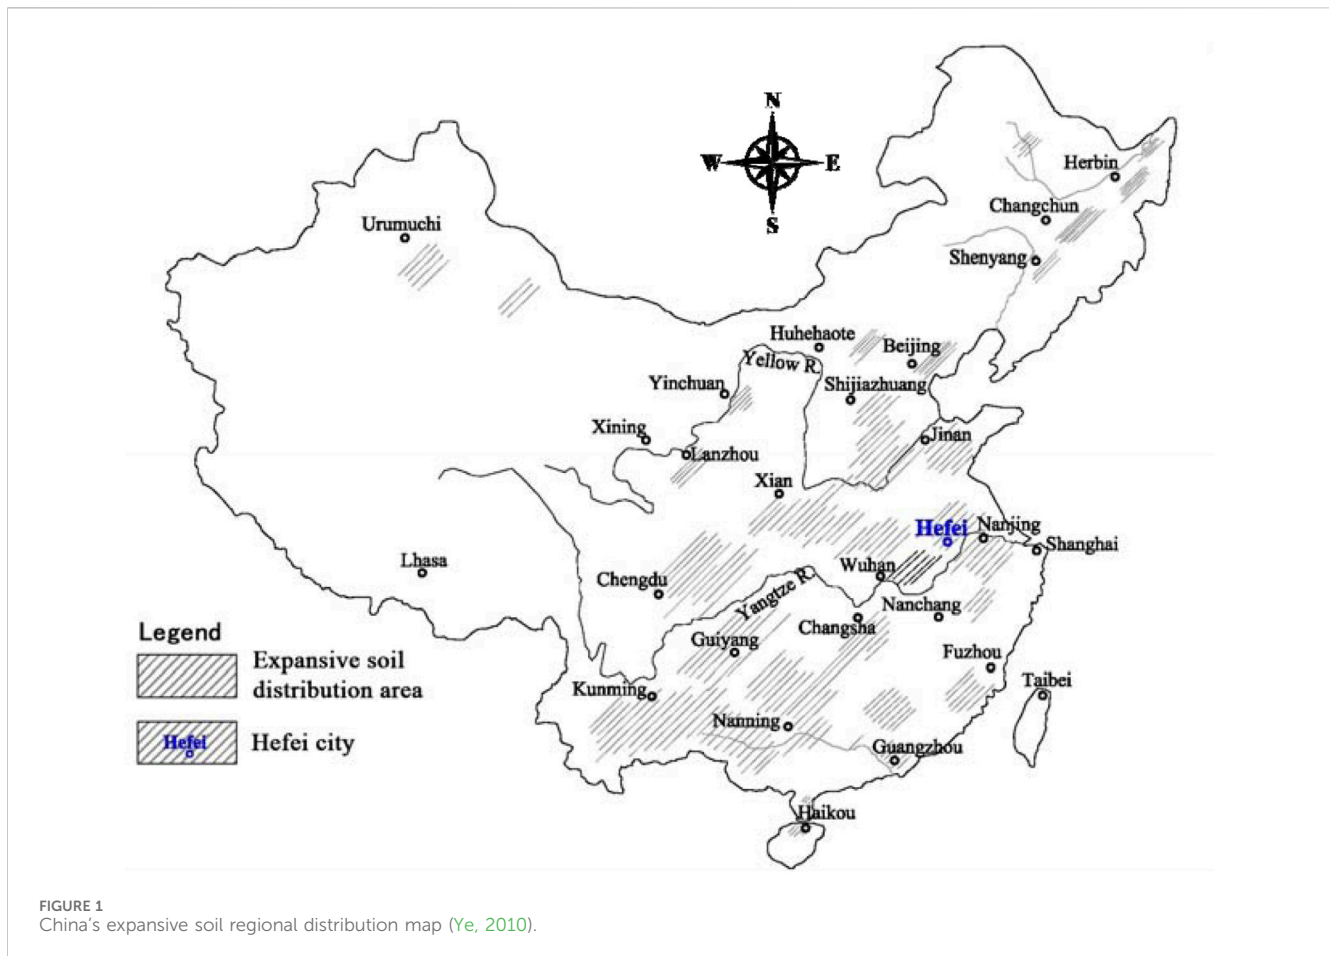 N
W
E
S
Herbin
Changchun
Urumuchi
Shenyang
Huhehaote
Beijing
Yellow R.
Yinchuan
Shijiazhuang
Xining
Jinan
Lanzhou
Xian
Hefei
Nanjing
Shanghai
Lhasa
Wuhan
Chengdu
Yangtze R.
Nanchang
Changsha
Legend
Guiyang
Fuzhou
Expansive soil
distribution area
Kunming
Taibei
Nanning
Hefei
Hefei city
Guangzhou
Haikou
FIGURE 1
China's expansive soil regional distribution map (Ye, 2010).